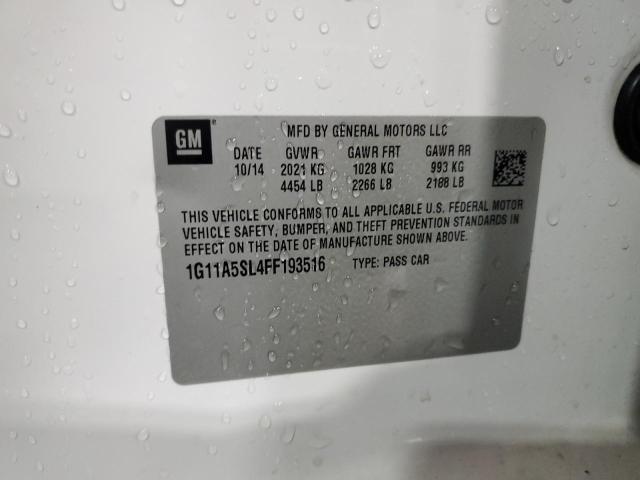 GM
MFD BY GENERAL MOTORS LLC
DATE GVWR GAWR FRT GAWR RR
10/14 2021 KG 1028 KG 993 KG
4454 LB 2266 LB 2188 LB
THIS VEHICLE CONFORMS TO ALL APPLICABLE U.S. FEDERAL MOTOR
VEHICLE SAFETY, BUMPER, AND THEFT PREVENTION STANDARDS IN
EFFECT ON THE DATE OF MANUFACTURE SHOWN ABOVE.
1G11A5SL4FF193516 TYPE: PASS CAR